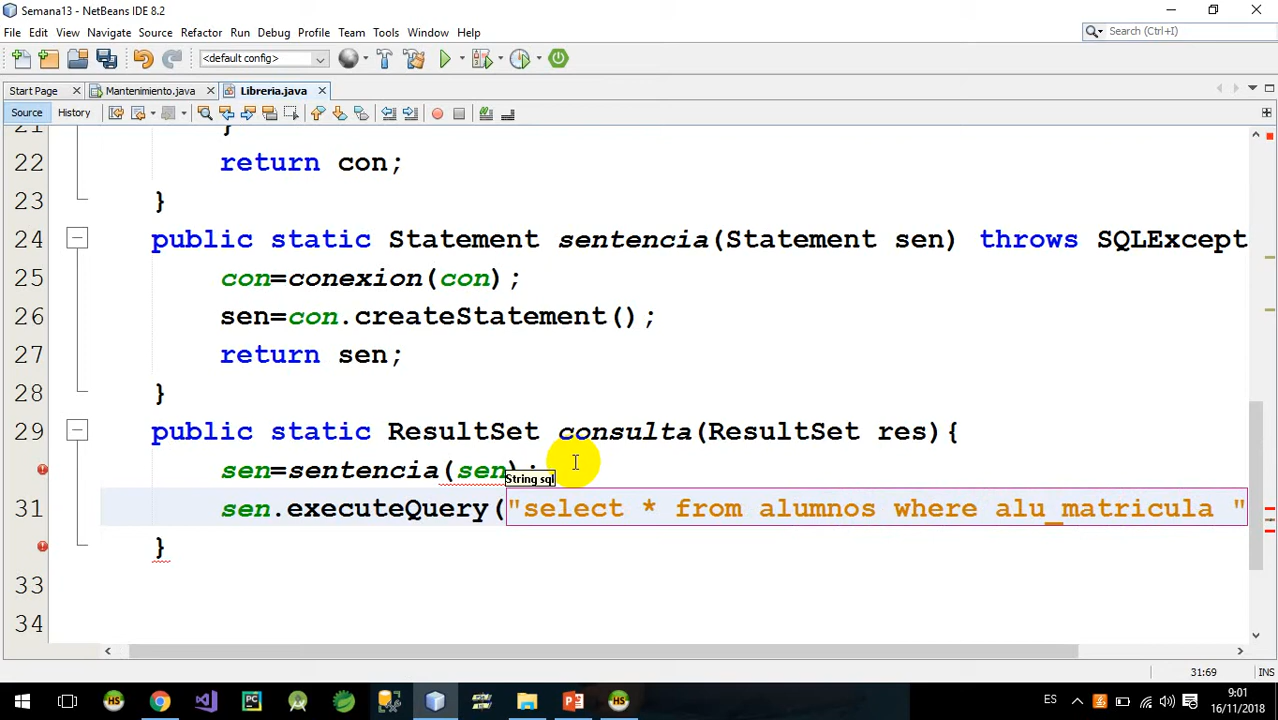 Semana13 - NetBeans IDE 8.2
File Edit View Navigate Source Refactor Run Debug Profile Team Tools Window Help
Search (Ctrl+I)
<default config>
Start Page Mantenimiento.java Libreria.java
Source History
21 }
22 return con;
23 }
24 public static Statement sentencia(Statement sen) throws SQLExcept
25 con=conexion(con);
26 sen=con.createStatement();
27 return sen;
28 }
29 public static ResultSet consulta(ResultSet res){
sen=sentencia(sen);
String sql
31 sen.executeQuery("select * from alumnos where alu_matricula "
}
33
34
31:69
HS
PC
ES
9:01
16/11/2018